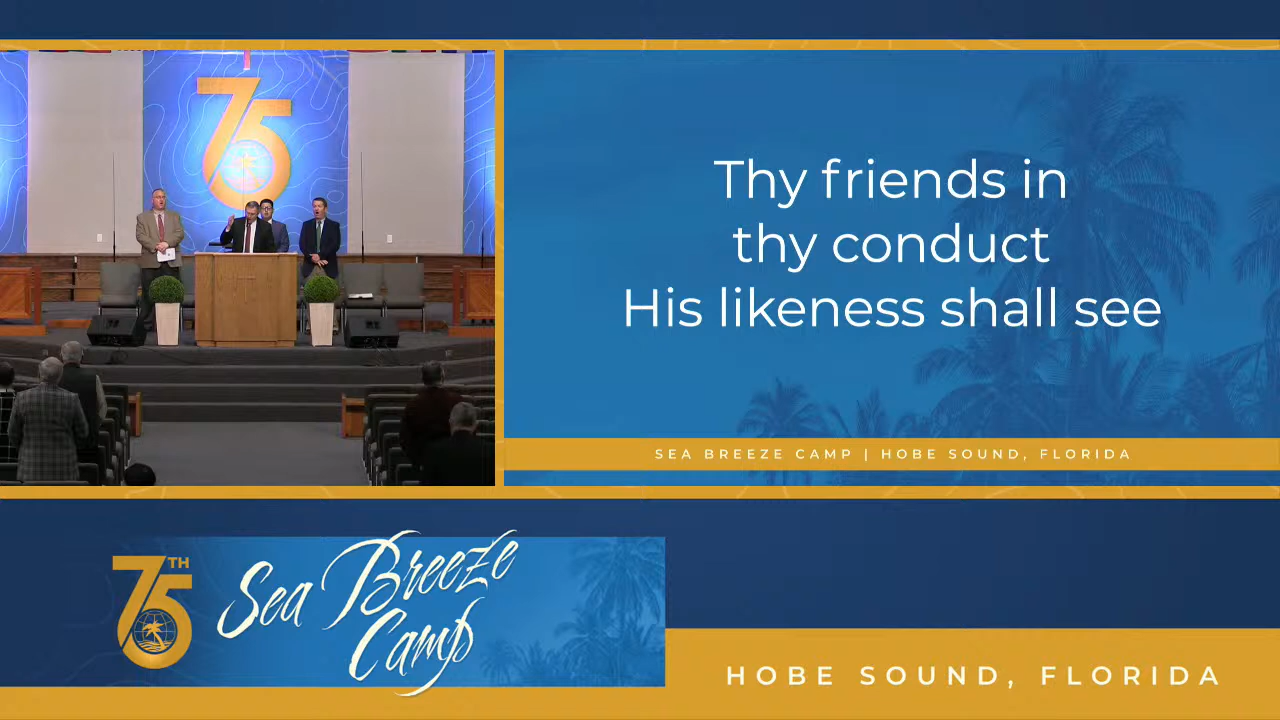 75
Thy friends in
thy conduct
His likeness shall see
SEA BREEZE CAMP | HOBE SOUND, FLORIDA
75TH
Sea Breeze
Camp
HOBE SOUND, FLORIDA